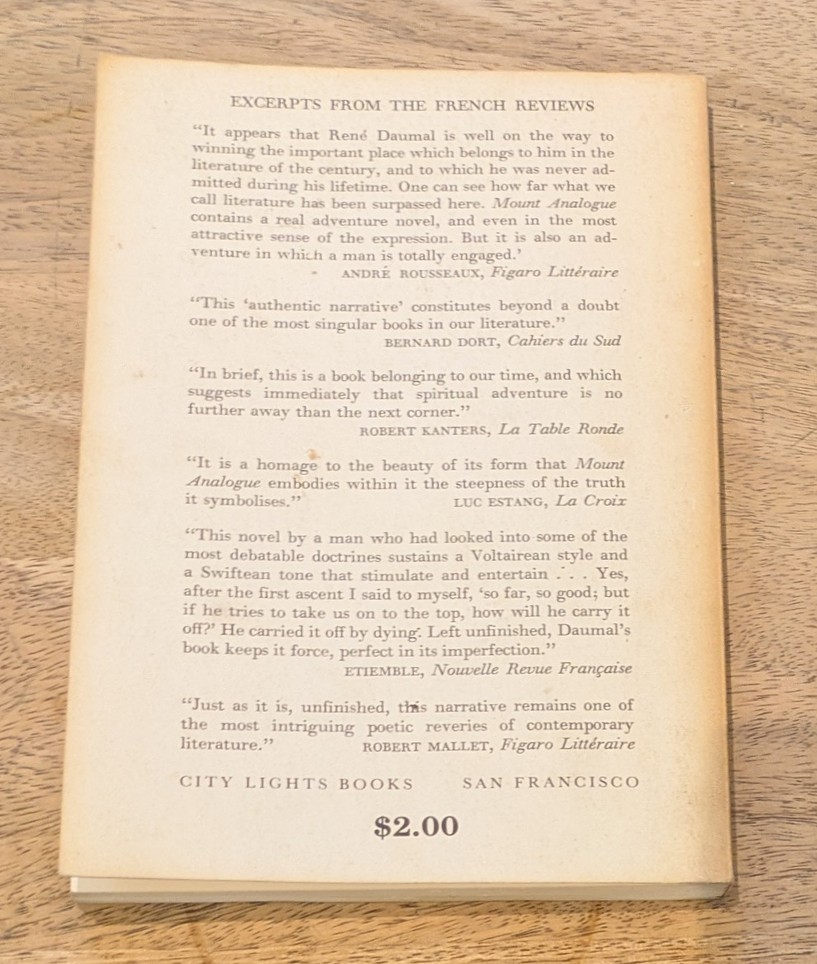 EXCERPTS FROM THE FRENCH REVIEWS
“It appears that René Daumal is well on the way to
winning the important place which belongs to him in the
literature of the century, and to which he was never ad-
mitted during his lifetime. One can see how far what we
call literature has been surpassed here. Mount Analogue
contains a real adventure novel, and even in the most
attractive sense of the expression. But it is also an ad-
venture in which a man is totally engaged.’
ANDRÉ ROUSSEAUX, Figaro Littéraire
“This ‘authentic narrative’ constitutes beyond a doubt
one of the most singular books in our literature.”
BERNARD DORT, Cahiers du Sud
“In brief, this is a book belonging to our time, and which
suggests immediately that spiritual adventure is no
further away than the next corner.”
ROBERT KANTERS, La Table Ronde
“It is a homage to the beauty of its form that Mount
Analogue embodies within it the steepness of the truth
it symbolises.” LUC ESTANG, La Croix
“This novel by a man who had looked into some of the
most debatable doctrines sustains a Voltairean style and
a Swiftean tone that stimulate and entertain . . . Yes,
after the first ascent I said to myself, ‘so far, so good; but
if he tries to take us on to the top, how will he carry it
off?’ He carried it off by dying. Left unfinished, Daumal’s
book keeps it force, perfect in its imperfection.”
ETIEMBLE, Nouvelle Revue Française
“Just as it is, unfinished, this narrative remains one of
the most intriguing poetic reveries of contemporary
literature.” ROBERT MALLET, Figaro Littéraire
CITY LIGHTS BOOKS SAN FRANCISCO
$2.00